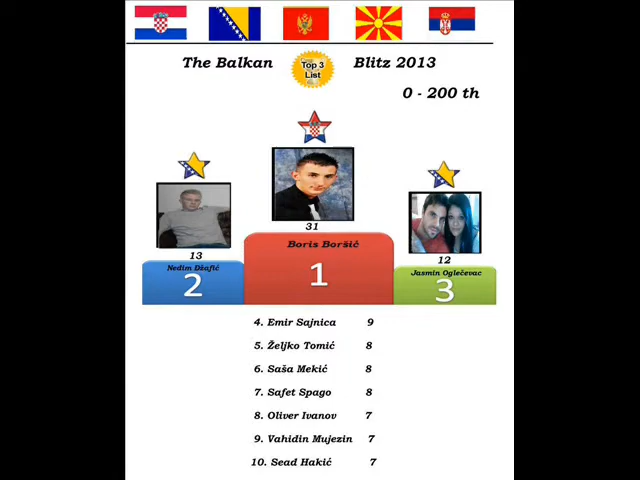 The Balkan Top 3 List Blitz 2013
0 - 200 th
31
13
12
Boris Boršić
Nedim Džafić
Jasmin Oglečevac
1
2
3
4. Emir Sajnica 9
5. Željko Tomić 8
6. Saša Mekić 8
7. Safet Spago 8
8. Oliver Ivanov 7
9. Vahidin Mujezin 7
10. Sead Hakić 7